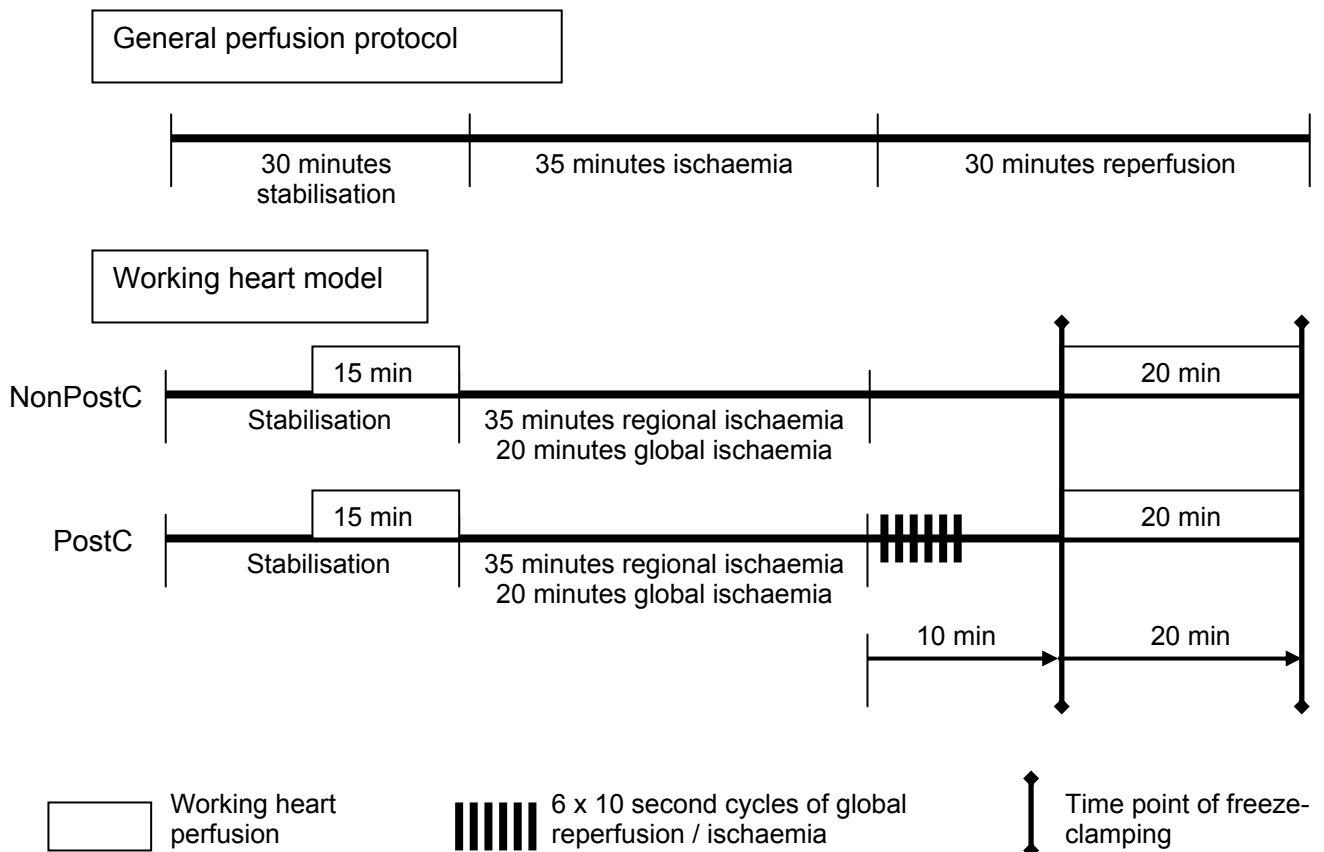 General perfusion protocol
30 minutes
stabilisation
35 minutes ischaemia
30 minutes reperfusion
Working heart model
NonPostC
15 min
20 min
Stabilisation
35 minutes regional ischaemia
20 minutes global ischaemia
PostC
15 min
20 min
Stabilisation
35 minutes regional ischaemia
20 minutes global ischaemia
10 min
20 min
Working heart
perfusion
6 x 10 second cycles of global
reperfusion / ischaemia
Time point of freeze-
clamping